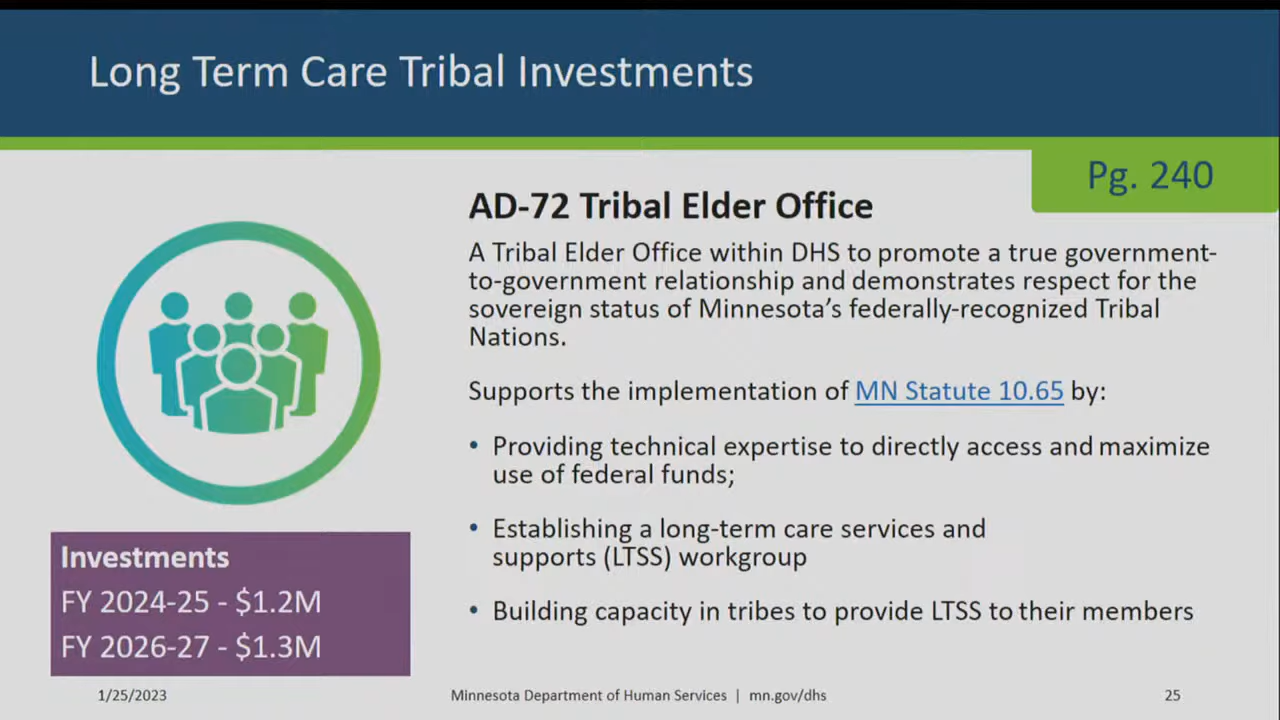 Long Term Care Tribal Investments
Pg. 240
AD-72 Tribal Elder Office
A Tribal Elder Office within DHS to promote a true government-
to-government relationship and demonstrates respect for the
sovereign status of Minnesota’s federally-recognized Tribal
Nations.
Supports the implementation of MN Statute 10.65 by:
• Providing technical expertise to directly access and maximize
use of federal funds;
• Establishing a long-term care services and
supports (LTSS) workgroup
• Building capacity in tribes to provide LTSS to their members
Investments
FY 2024-25 - $1.2M
FY 2026-27 - $1.3M
1/25/2023
Minnesota Department of Human Services | mn.gov/dhs
25